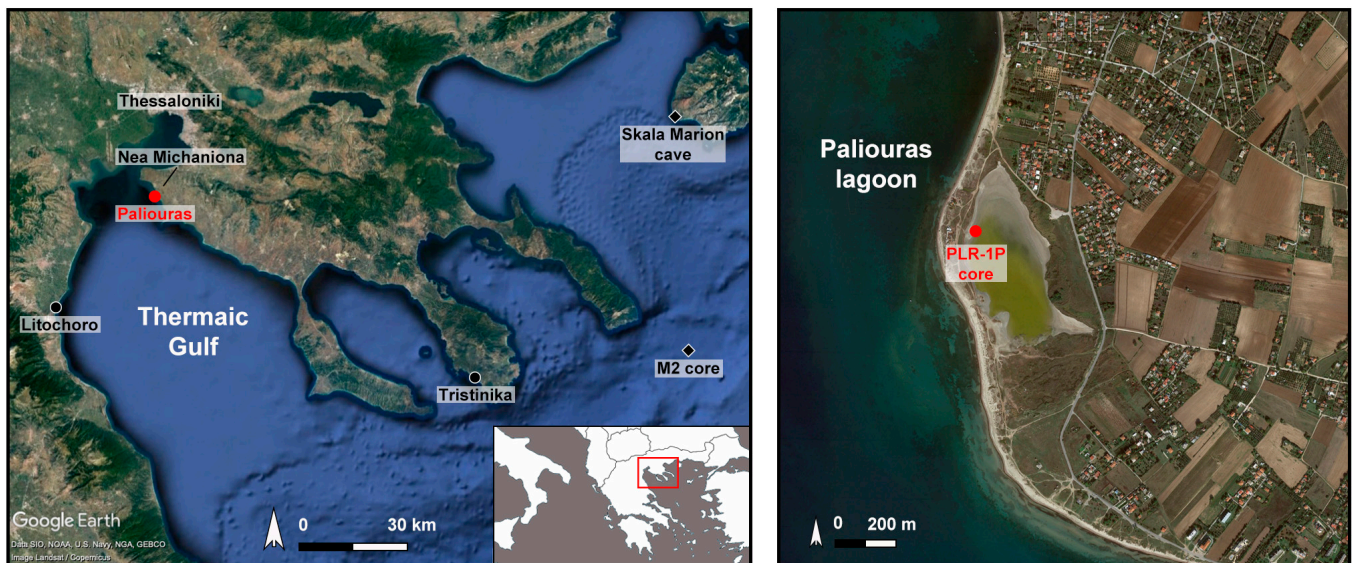 Thessaloniki
Nea Michaniona
Paliouras
Skala Marion
cave
Thermaic
Gulf
Litochoro
M2 core
Tristinika
Google Earth
Data SIO, NOAA, U.S. Navy, NGA, GEBCO
Image Landsat / Copernicus
0
30 km
Paliouras
lagoon
PLR-1P
core
0
200 m